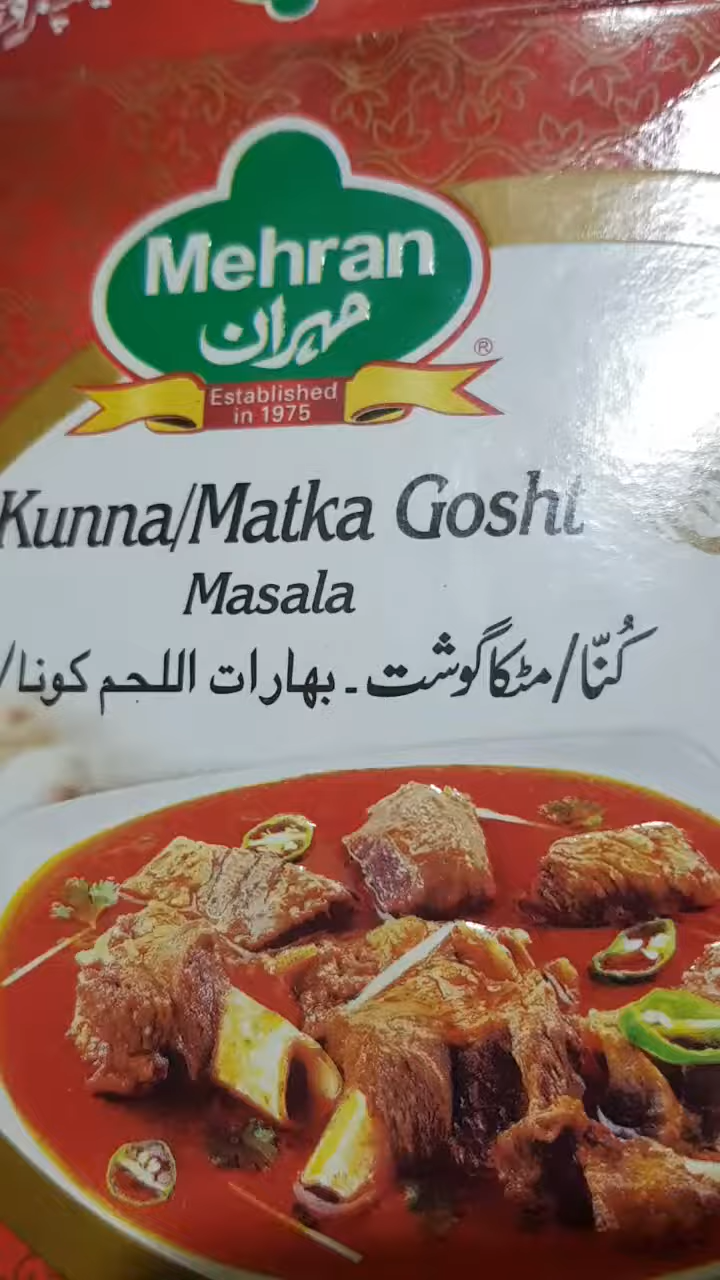 Mehran
مہران
®
Established
in 1975
Kunna/Matka Gosht
Masala
کُنّا/مٹکا گوشت ۔ بهارات اللحم كونا/